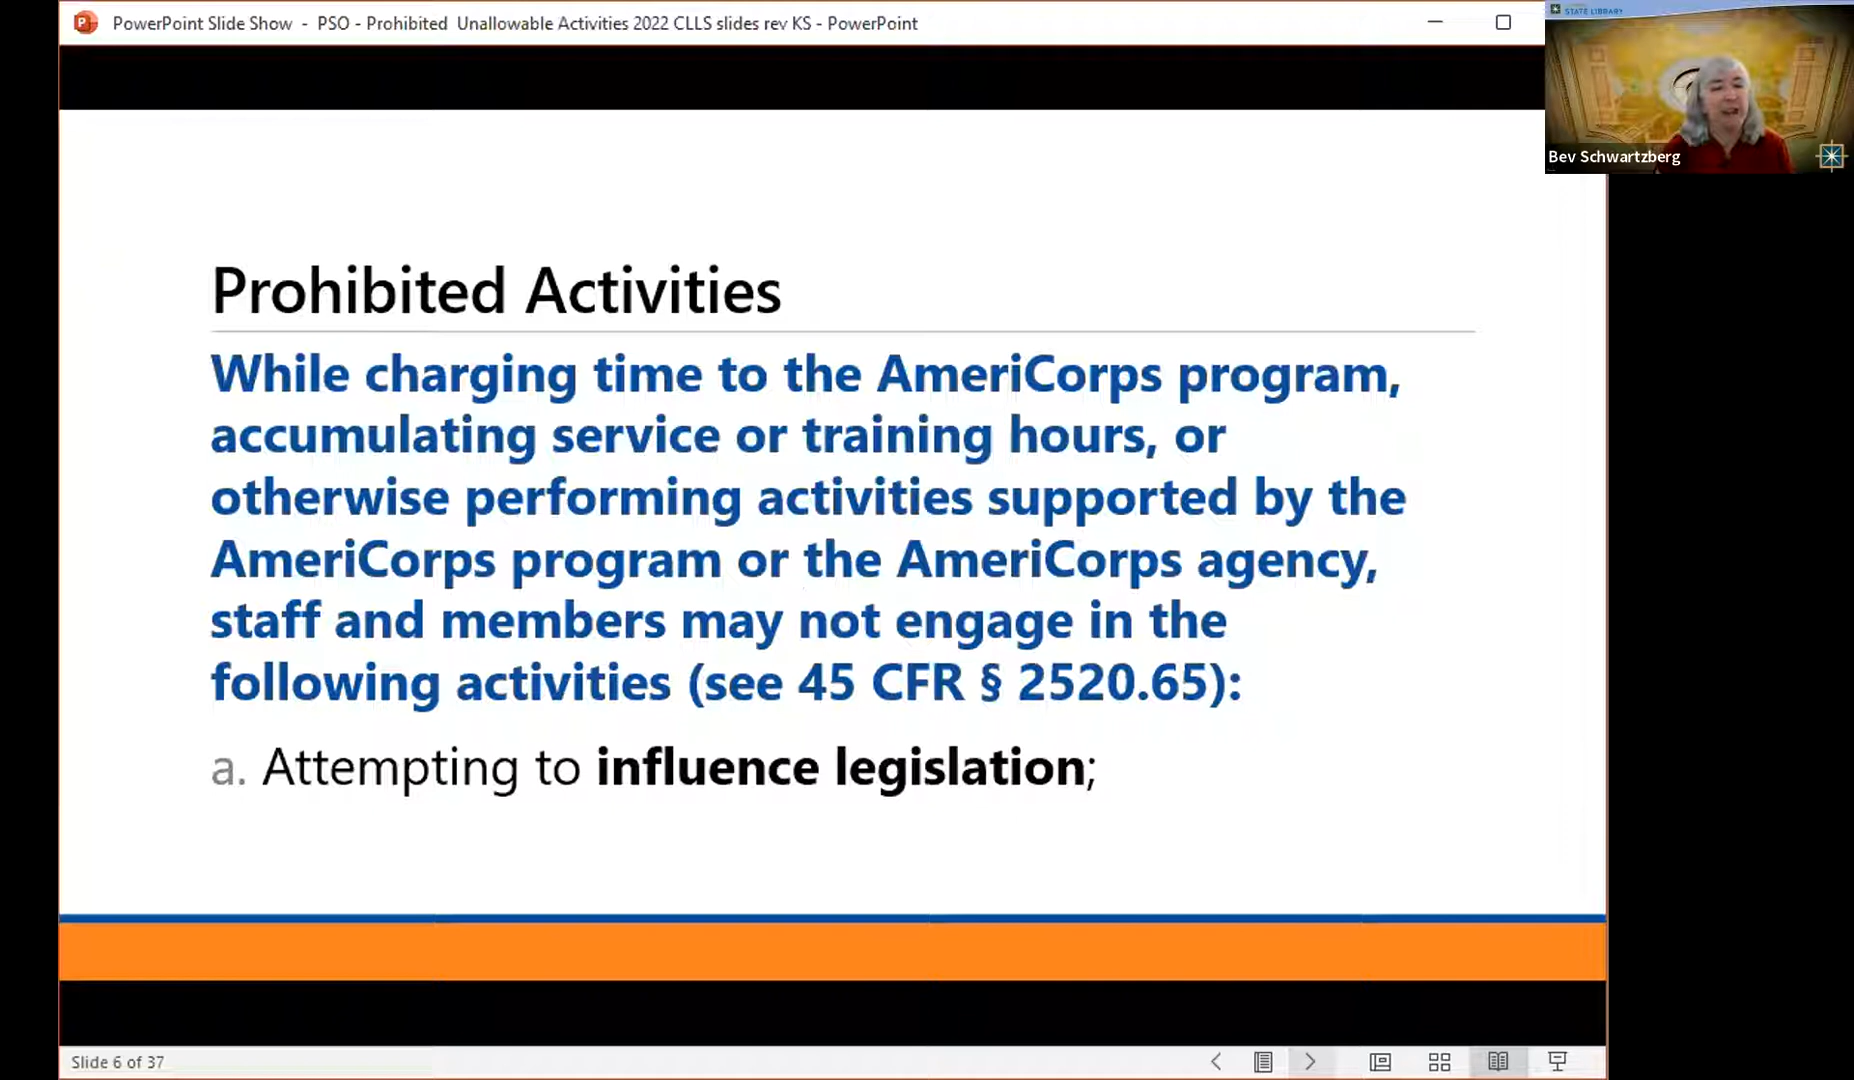 PowerPoint Slide Show - PSO - Prohibited Unallowable Activities 2022 CLLS slides rev KS - PowerPoint
STATE LIBRARY
Bev Schwartzberg
Prohibited Activities
While charging time to the AmeriCorps program,
accumulating service or training hours, or
otherwise performing activities supported by the
AmeriCorps program or the AmeriCorps agency,
staff and members may not engage in the
following activities (see 45 CFR § 2520.65):
a. Attempting to influence legislation;
Slide 6 of 37